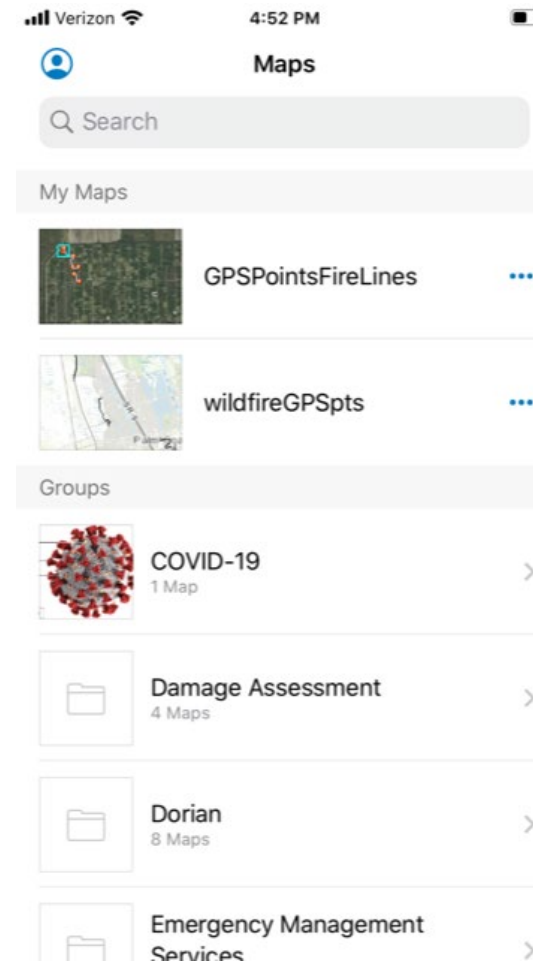 Verizon 4:52 PM
Maps
Search
My Maps
GPSPointsFireLines
wildfireGPSpts
Groups
COVID-19
1 Map
Damage Assessment
4 Maps
Dorian
8 Maps
Emergency Management
Services